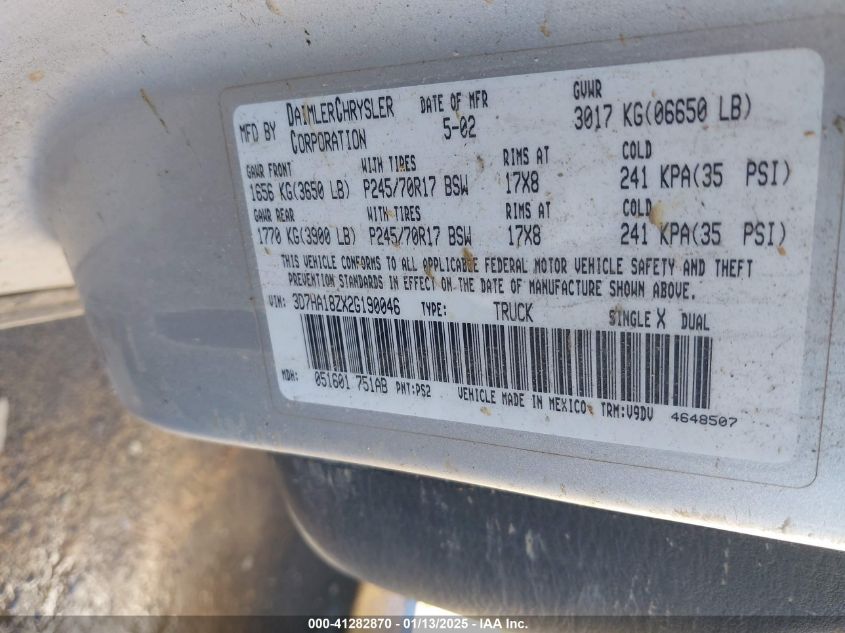 MFD BY DAIMLERCHRYSLER CORPORATION DATE OF MFR 5-02 GVWR 3017 KG(06650 LB)
GAWR FRONT WITH TIRES RIMS AT COLD
1656 KG(3650 LB) P245/70R17 BSW 17X8 241 KPA(35 PSI)
GAWR REAR WITH TIRES RIMS AT COLD
1770 KG(3900 LB) P245/70R17 BSW 17X8 241 KPA(35 PSI)
THIS VEHICLE CONFORMS TO ALL APPLICABLE FEDERAL MOTOR VEHICLE SAFETY AND THEFT
PREVENTION STANDARDS IN EFFECT ON THE DATE OF MANUFACTURE SHOWN ABOVE.
VIN: 3D7HA18ZX2G190046 TYPE: TRUCK SINGLE X DUAL
MDH: 051601 751AB PNT:PS2 VEHICLE MADE IN MEXICO TRM:V9DV 4648507
000-41282870 - 01/13/2025 - IAA Inc.